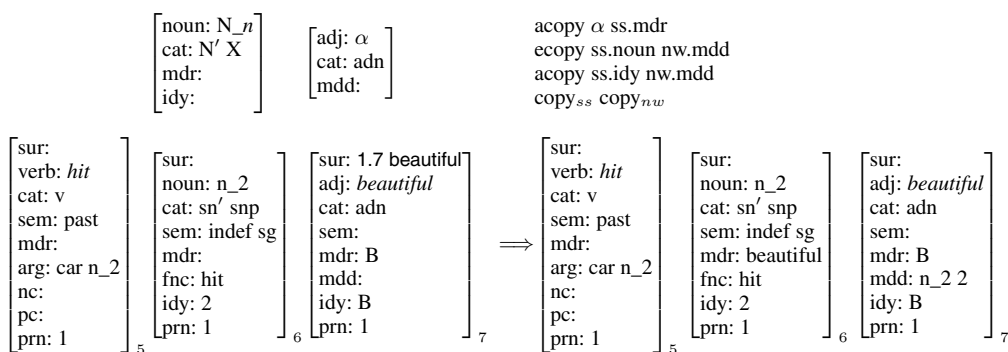 noun: N_n
cat: N′ X
mdr:
idy:
adj: α
cat: adn
mdd:
acopy α ss.mdr
ecopy ss.noun nw.mdd
acopy ss.idy nw.mdd
copy_ss copy_nw
sur:
verb: hit
cat: v
sem: past
mdr:
arg: car n_2
nc:
pc:
prn: 1
5
sur:
noun: n_2
cat: sn′ snp
sem: indef sg
mdr:
fnc: hit
idy: 2
prn: 1
6
sur: 1.7 beautiful
adj: beautiful
cat: adn
sem:
mdr: B
mdd:
idy: B
prn: 1
7
⟹
sur:
verb: hit
cat: v
sem: past
mdr:
arg: car n_2
nc:
pc:
prn: 1
5
sur:
noun: n_2
cat: sn′ snp
sem: indef sg
mdr: beautiful
fnc: hit
idy: 2
prn: 1
6
sur:
adj: beautiful
cat: adn
sem:
mdr: B
mdd: n_2 2
idy: B
prn: 1
7